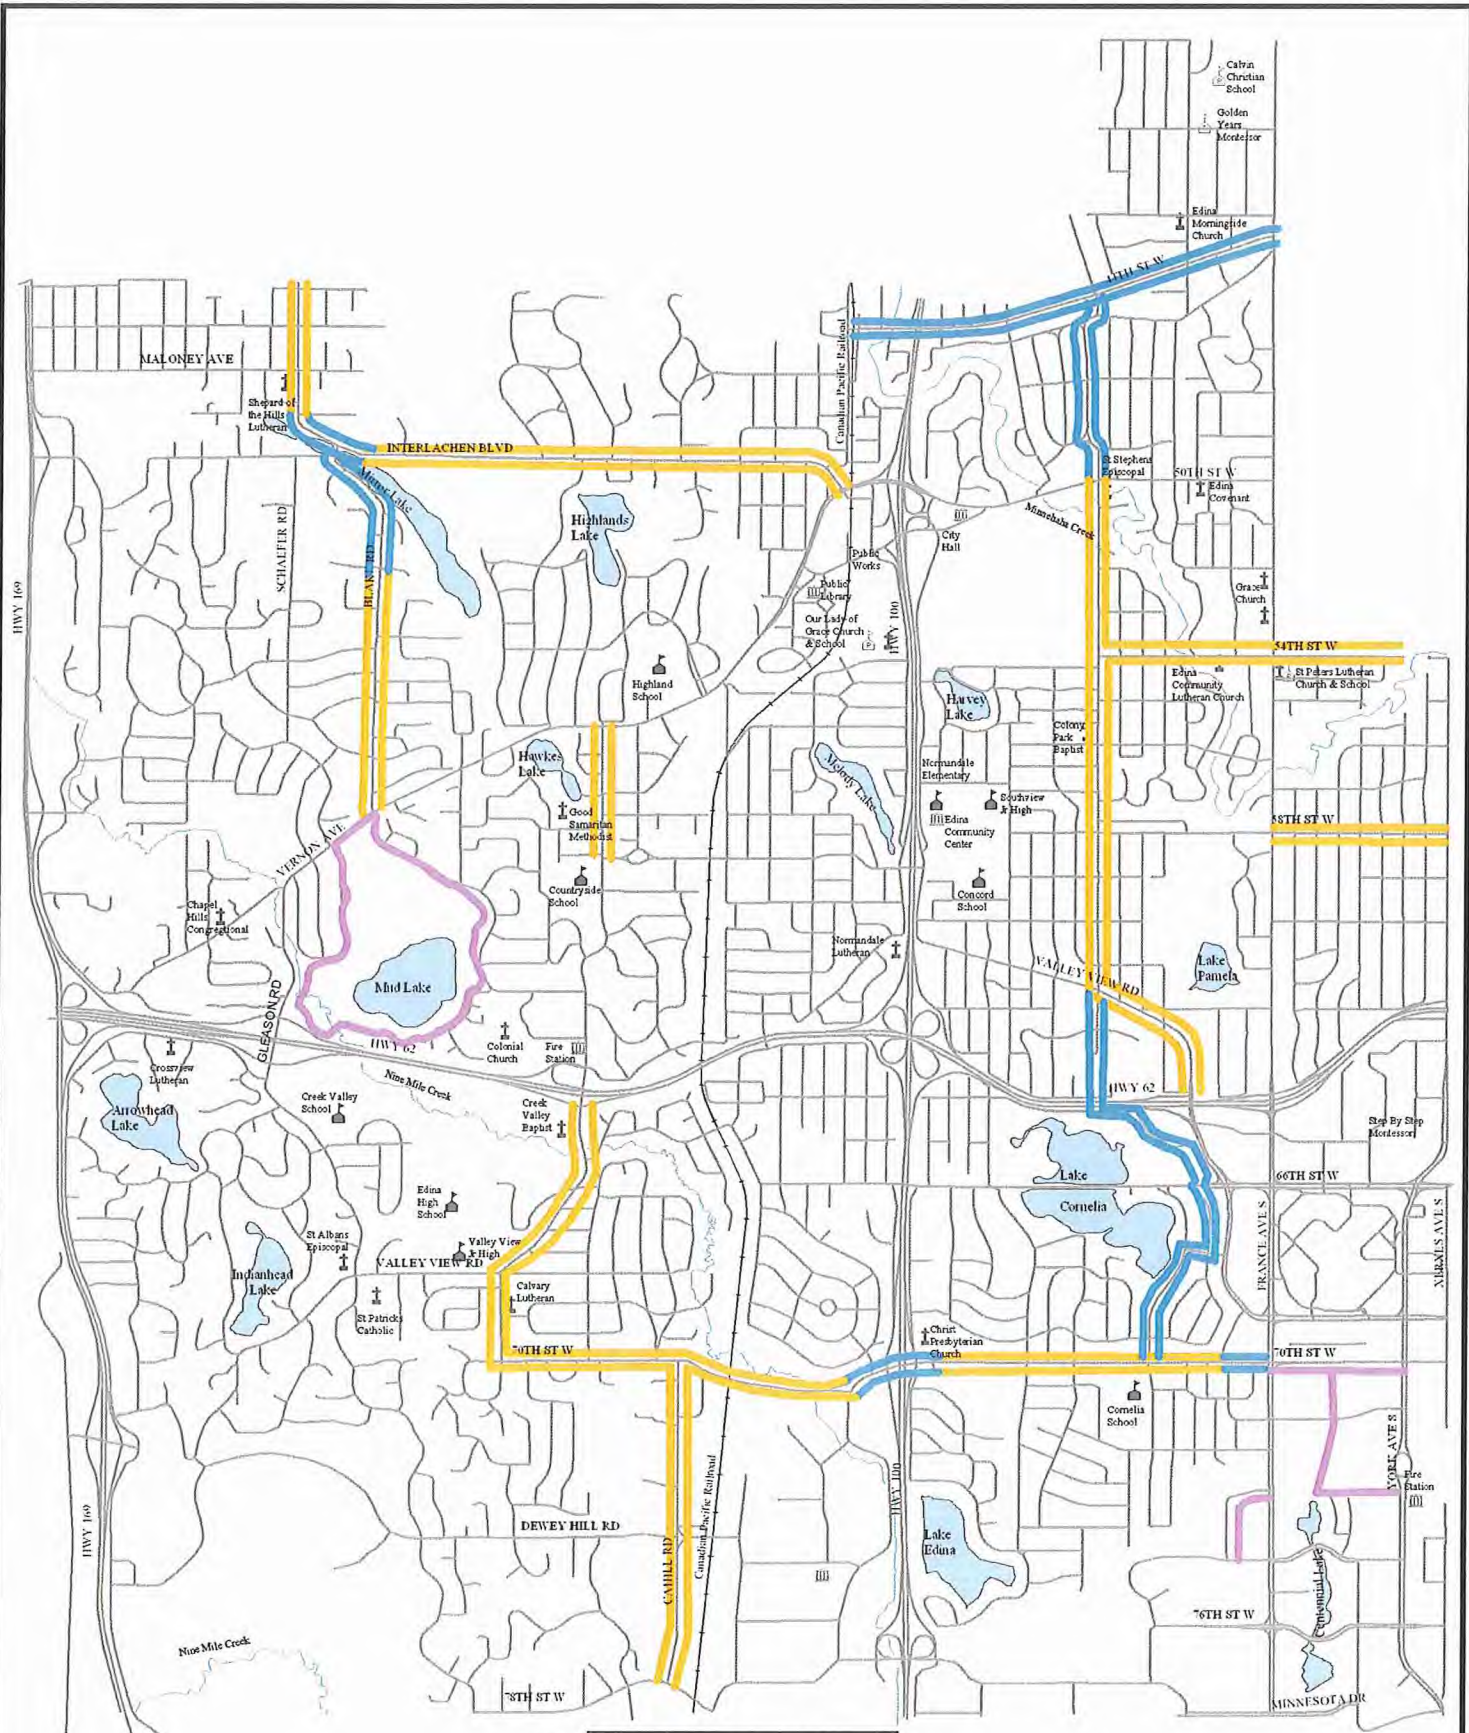 Calvin
Christian
School
Golden
Years
Montessor
Edina
Morningside
Church
44TH ST W
Canadian Pacific Railroad
MALONEY AVE
Shepard of
the Hills
Lutheran
INTERLACHEN BLVD
Mirror Lake
St Stephens
Episcopal
50TH ST W
Edina
Covenant
Highlands
Lake
Minnehaha Creek
City
Hall
SCHAEFER RD
BLAKE RD
HWY 169
Public
Works
Public
Library
Grace
Church
Our Lady of
Grace Church
& School
HWY 100
54TH ST W
Edina
Community
Lutheran Church
St Peters Lutheran
Church & School
Highland
School
Harvey
Lake
Colony
Park
Baptist
Hawkes
Lake
Melody Lake
Normandale
Elementary
Southview
Jr High
Good
Samaritan
Methodist
Edina
Community
Center
58TH ST W
VERNON AVE
Countryside
School
Concord
School
Chapel
Hills
Congregational
Normandale
Lutheran
VALLEY VIEW RD
Lake
Pamela
Mud Lake
GLEASON RD
HWY 62
Colonial
Church
Fire
Station
Crossview
Lutheran
Nine Mile Creek
HWY 62
Creek Valley
School
Creek
Valley
Baptist
Arrowhead
Lake
Step By Step
Montessori
Lake
Cornelia
66TH ST W
Edina
High
School
St Albans
Episcopal
Valley View
Jr High
VALLEY VIEW RD
FRANCE AVE S
XERXES AVE S
Indianhead
Lake
Calvary
Lutheran
St Patricks
Catholic
Christ
Presbyterian
Church
70TH ST W
70TH ST W
Cornelia
School
YORK AVE S
Fire
Station
Canadian Pacific Railroad
HWY 100
HWY 169
DEWEY HILL RD
CAHILL RD
Lake
Edina
Centennial Lake
76TH ST W
Nine Mile Creek
78TH ST W
MINNESOTA DR